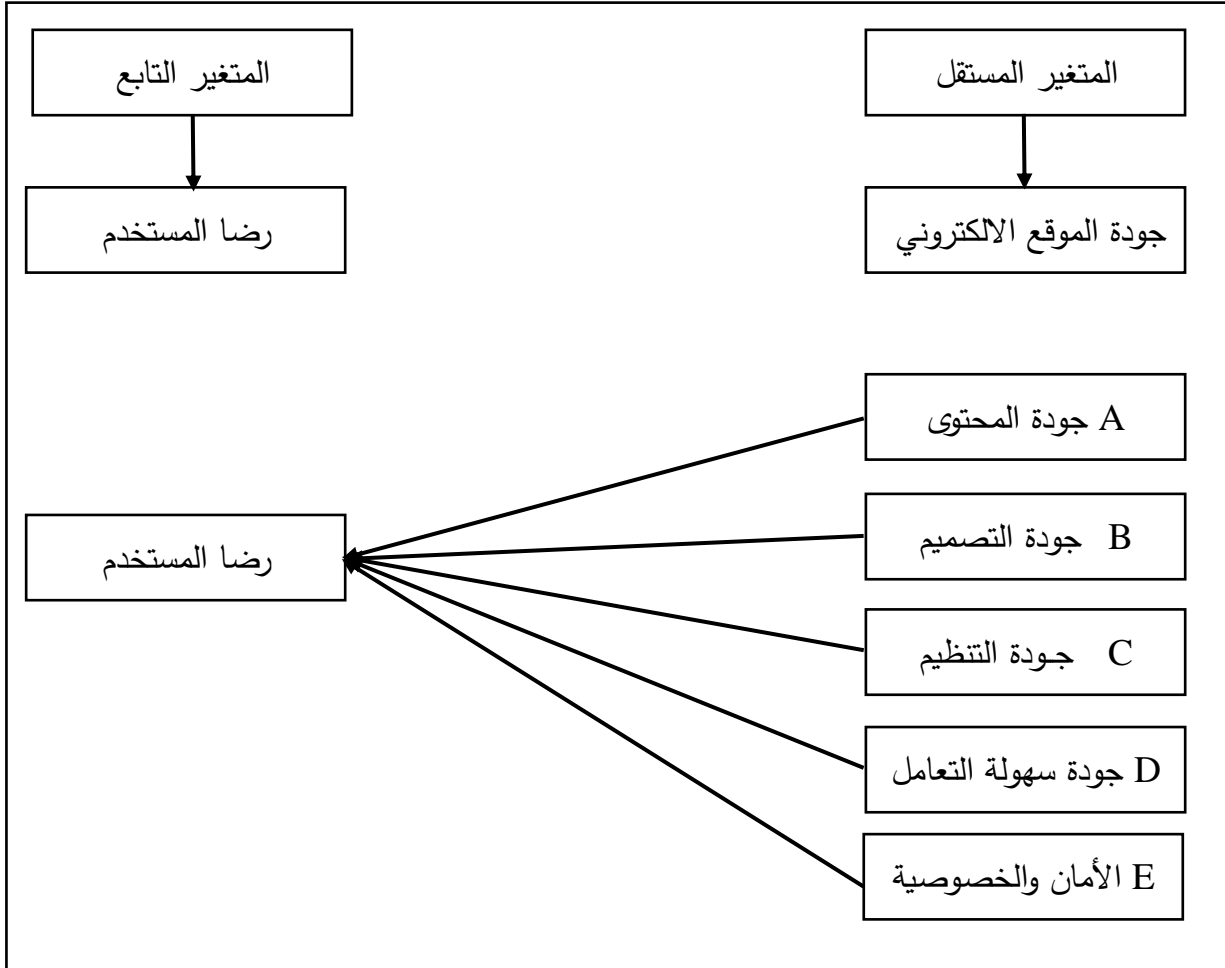 المتغير المستقل
المتغير التابع
جودة الموقع الالكتروني
رضا المستخدم
A جودة المحتوى
B جودة التصميم
رضا المستخدم
C جـودة التنظيم
D جودة سهولة التعامل
E الأمان والخصوصية